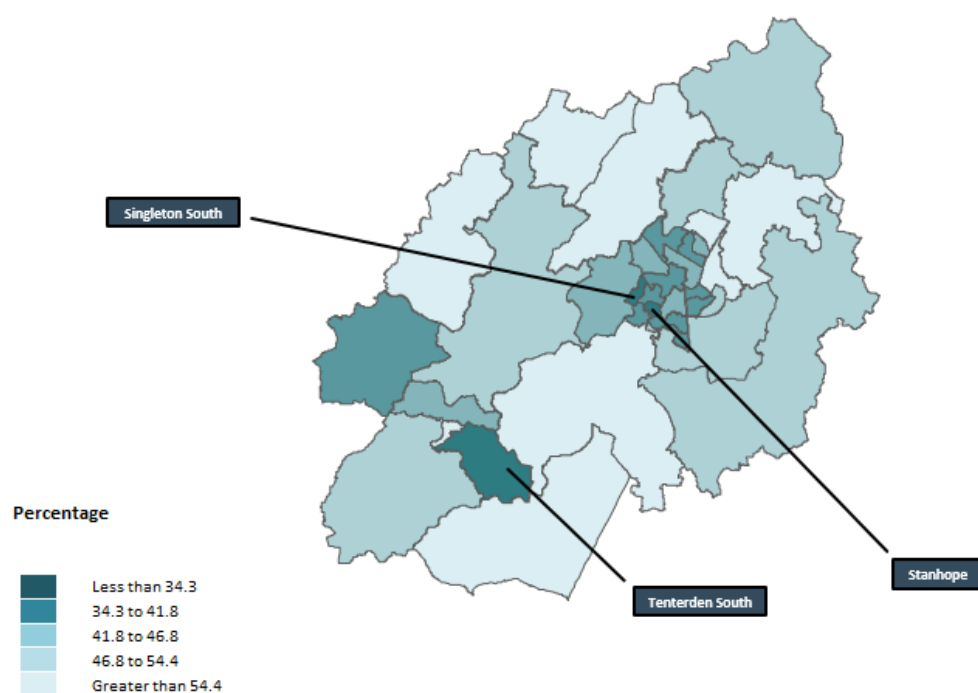 Singleton South
Percentage
Less than 34.3
34.3 to 41.8
41.8 to 46.8
46.8 to 54.4
Greater than 54.4
Stanhope
Tenterden South